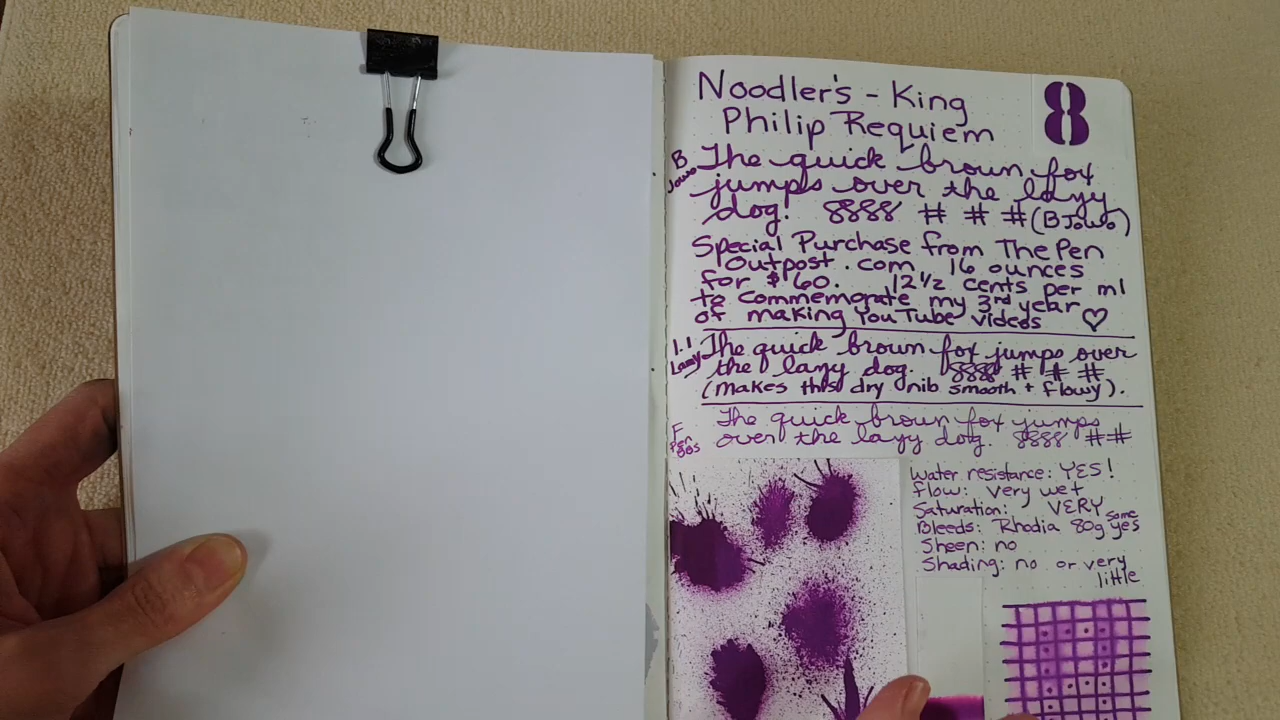 Noodler's - King
Philip Requiem
8
B
Jowo
The quick brown fox
jumps over the lazy
dog! 8888 # # # (B Jowo)
Special Purchase from The Pen
Outpost.com 16 ounces
for $60. 12 1/2 cents per ml
to commemorate my 3rd year
of making YouTube videos ♡
1.1
Lamy
The quick brown fox jumps over
the lazy dog. 8888 # # #
(makes this dry nib smooth + flowy).
F
The quick brown fox jumps
over the lazy dog. 8888 ##
Water resistance: YES!
Flow: Very wet
Saturation: VERY
Bleeds: Rhodia 80g yes some
Sheen: no
Shading: no or very
little